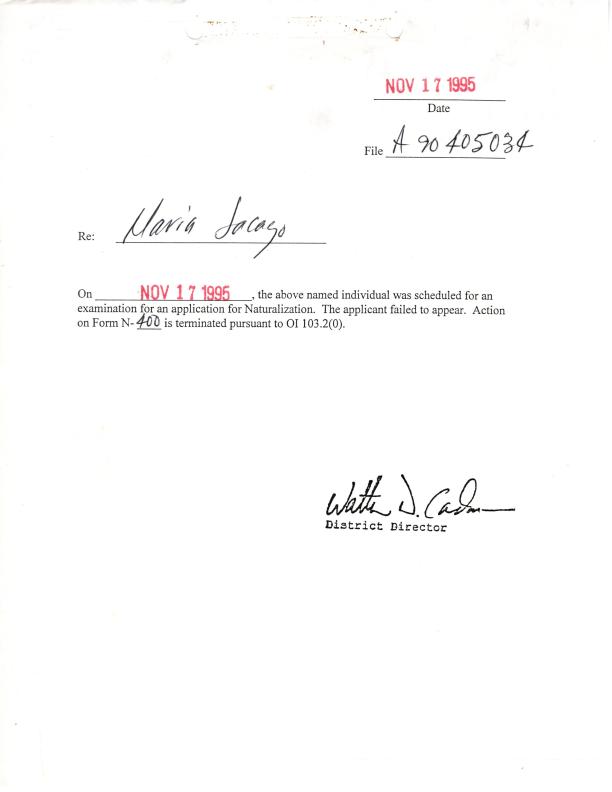 NOV 17 1995
Date
File A 90 405034
Re: Maria Jacayo
On NOV 17 1995, the above named individual was scheduled for an
examination for an application for Naturalization. The applicant failed to appear. Action
on Form N-400 is terminated pursuant to OI 103.2(0).
Walter D. Cadman
District Director